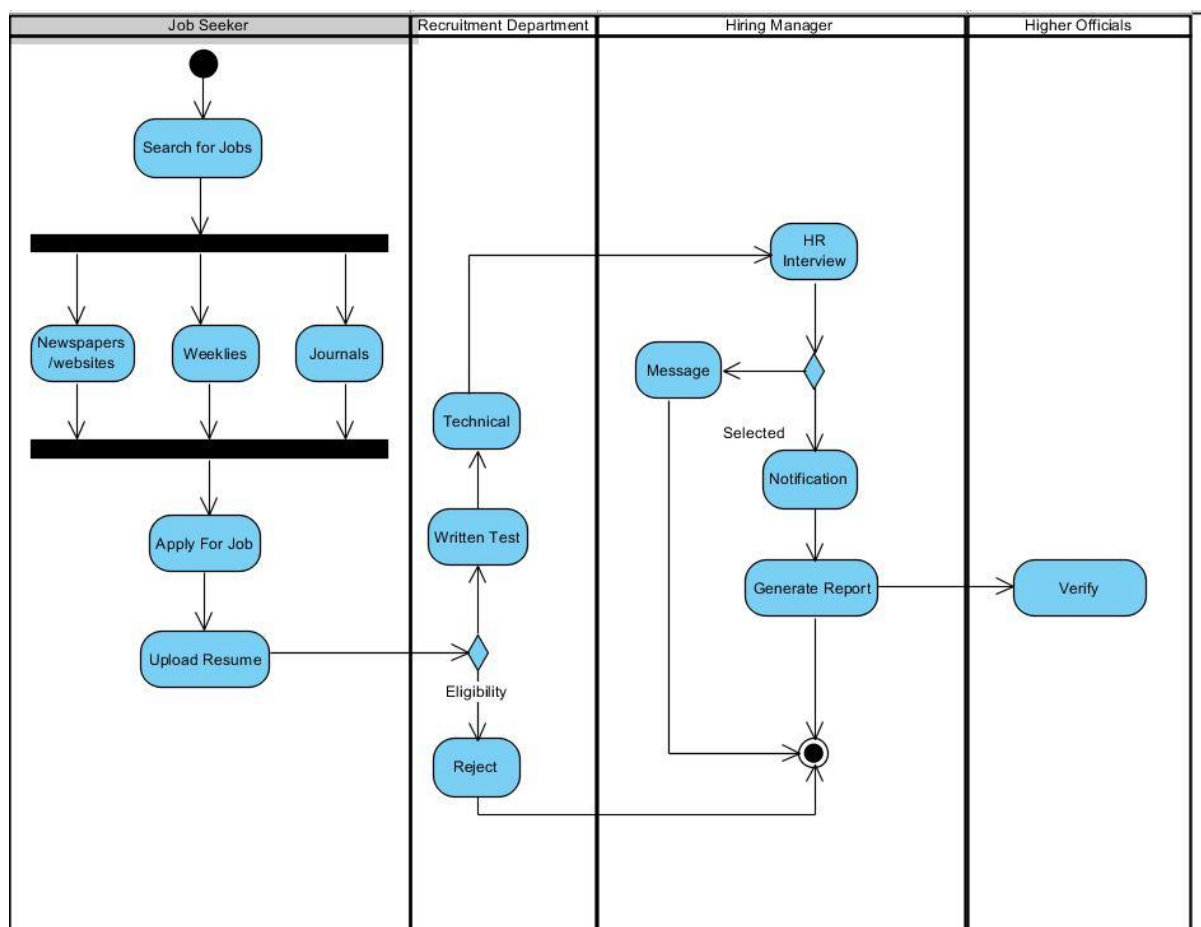 Job Seeker
Recruitment Department
Hiring Manager
Higher Officials
Search for Jobs
Newspapers
/websites
Weeklies
Journals
Apply For Job
Upload Resume
Technical
Written Test
Eligibility
Reject
HR
Interview
Message
Selected
Notification
Generate Report
Verify